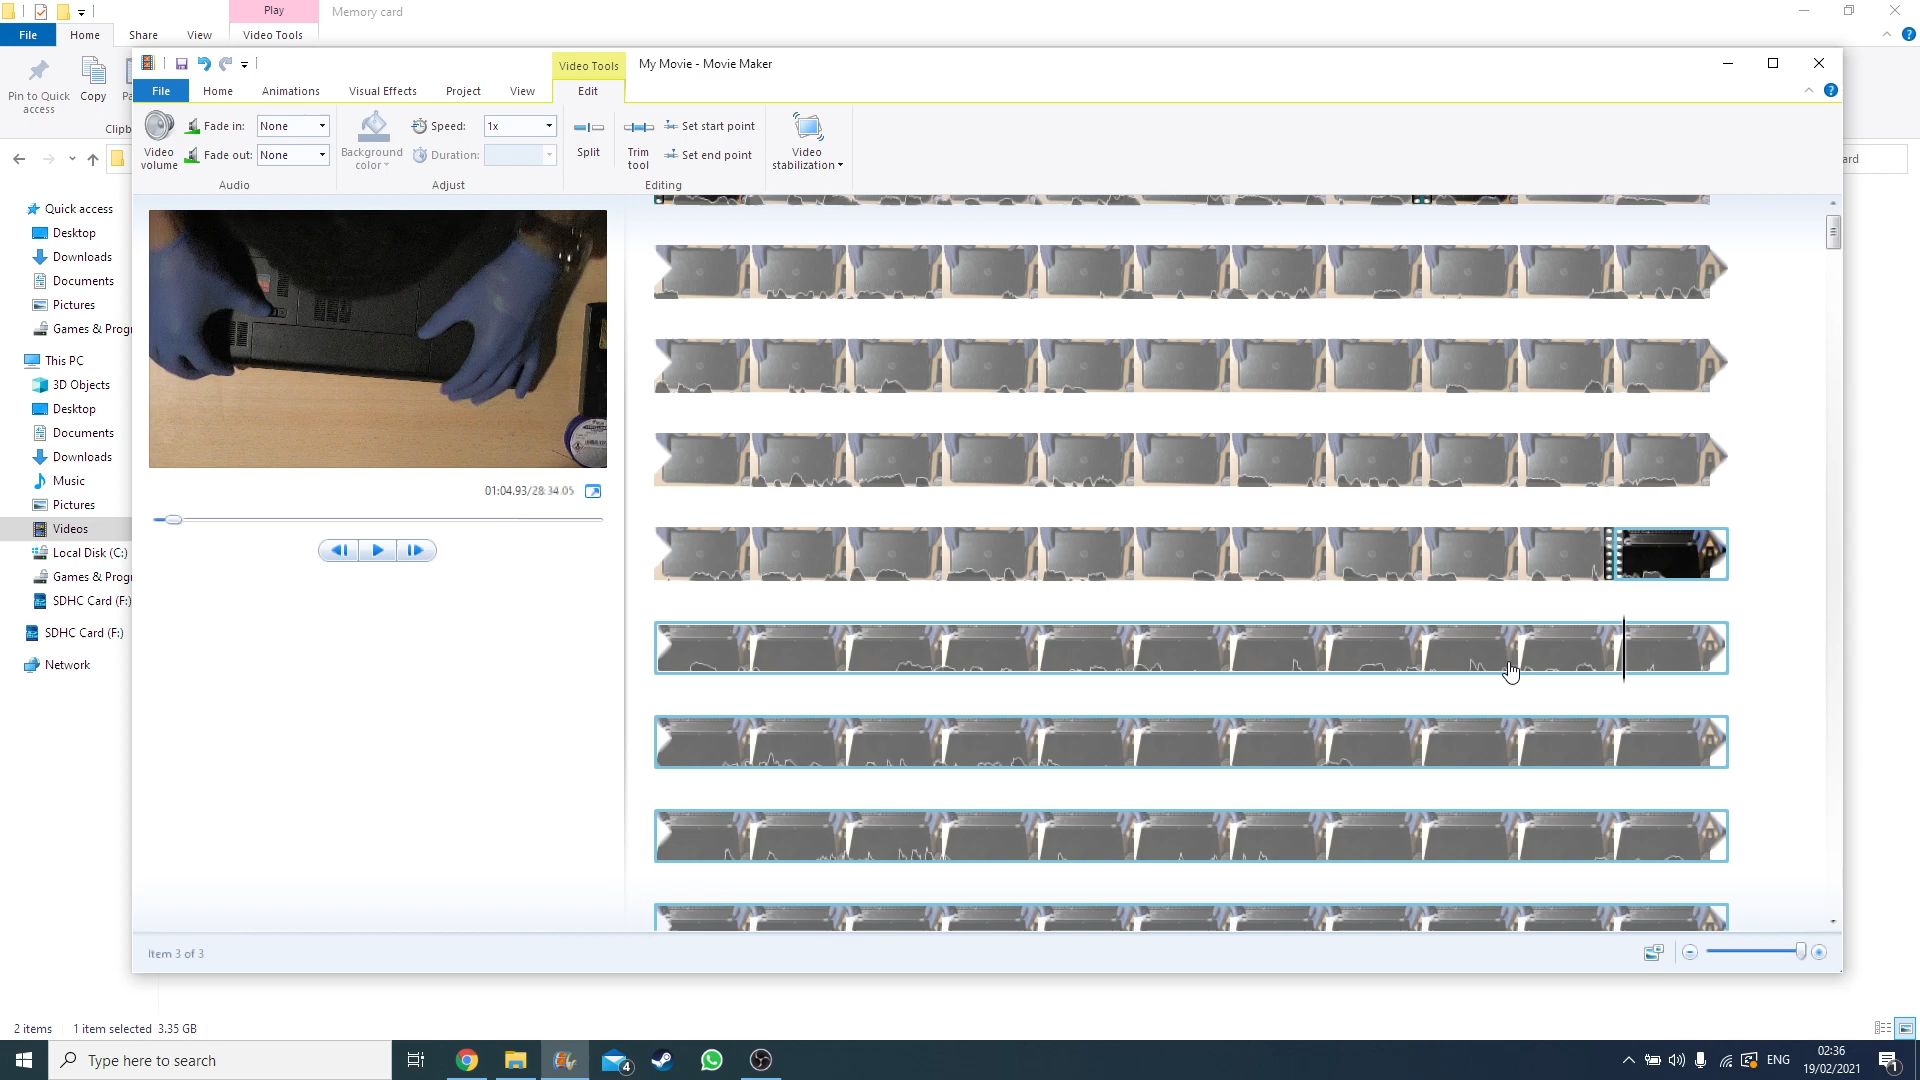 Play
Memory card
File
Home
Share
View
Video Tools
Pin to Quick
access
Copy
Clipb
ard
Video Tools
My Movie - Movie Maker
File
Home
Animations
Visual Effects
Project
View
Edit
Video
volume
Fade in:
None
Fade out:
None
Audio
Background
color
Speed:
1x
Duration:
Adjust
Split
Trim
tool
Set start point
Set end point
Editing
Video
stabilization
Quick access
Desktop
Downloads
Documents
Pictures
Games & Progr
This PC
3D Objects
Desktop
Documents
Downloads
Music
Pictures
Videos
Local Disk (C:)
Games & Progr
SDHC Card (F:)
SDHC Card (F:)
Network
01:04.93/28:34.05
Item 3 of 3
2 items
1 item selected 3.35 GB
Type here to search
4
ENG
02:36
19/02/2021
1